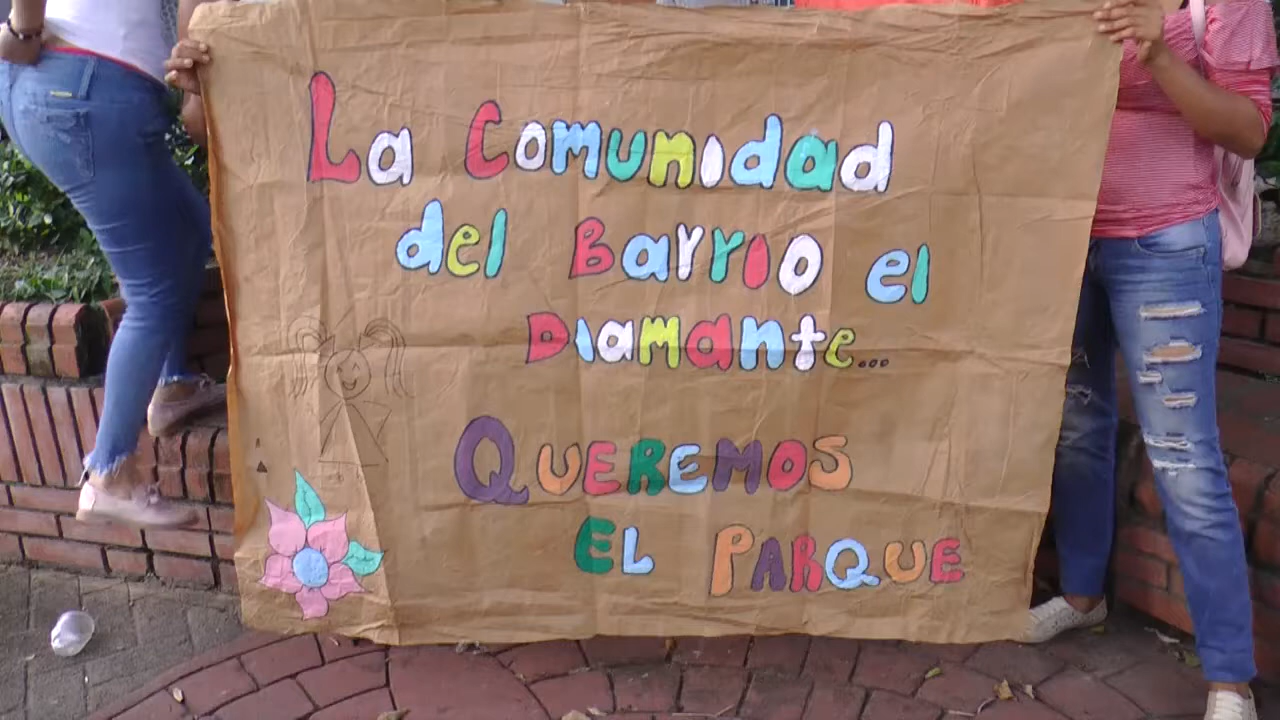 La Comunidad
del Barrio el
Diamante...
QUEREMOS
EL PARQUE